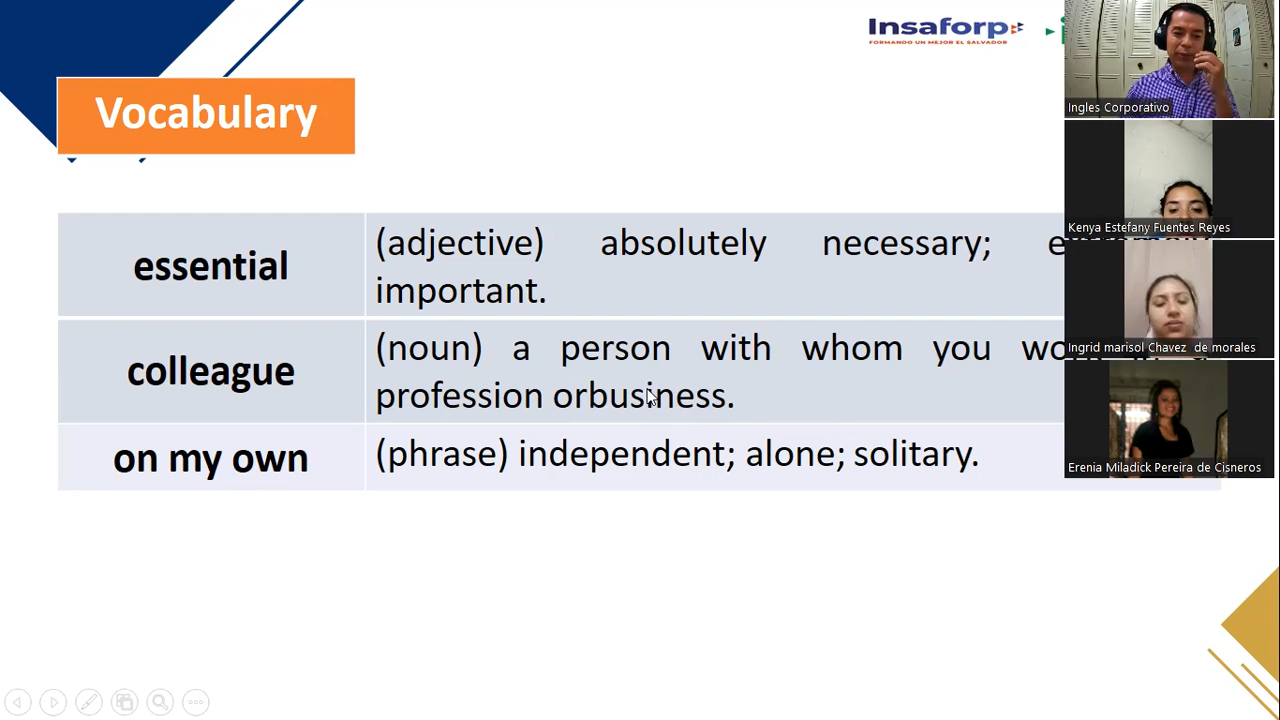 Insaforp
FORMANDO UN MEJOR EL SALVADOR
Vocabulary
essential
(adjective) absolutely necessary;
important.
colleague
(noun) a person with whom you
profession orbusiness.
on my own
(phrase) independent; alone; solitary.
Ingles Corporativo
Kenya Estefany Fuentes Reyes
Ingrid marisol Chavez de morales
Erenia Miladick Pereira de Cisneros